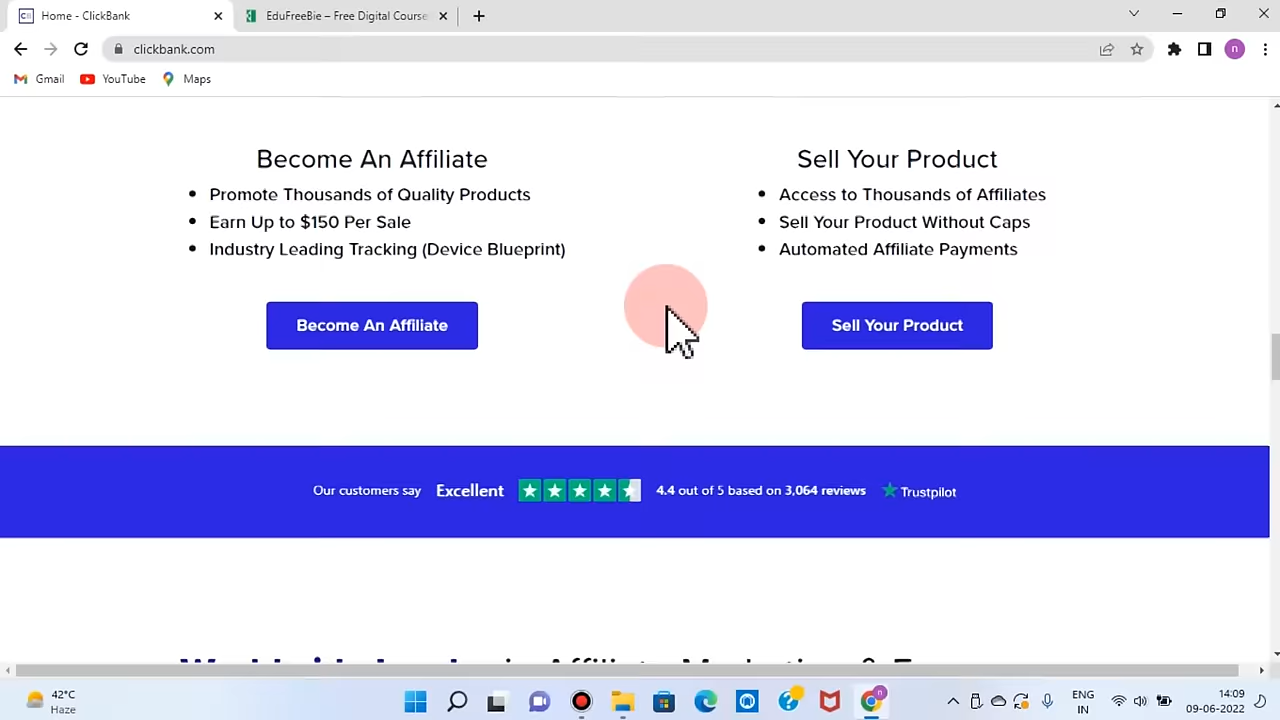 Home - ClickBank
EduFreeBie – Free Digital Course
clickbank.com
n
Gmail
YouTube
Maps
Become An Affiliate
Promote Thousands of Quality Products
Earn Up to $150 Per Sale
Industry Leading Tracking (Device Blueprint)
Become An Affiliate
Sell Your Product
Access to Thousands of Affiliates
Sell Your Product Without Caps
Automated Affiliate Payments
Sell Your Product
Our customers say Excellent 4.4 out of 5 based on 3,064 reviews Trustpilot
42°C
Haze
ENG
IN
14:09
09-06-2022